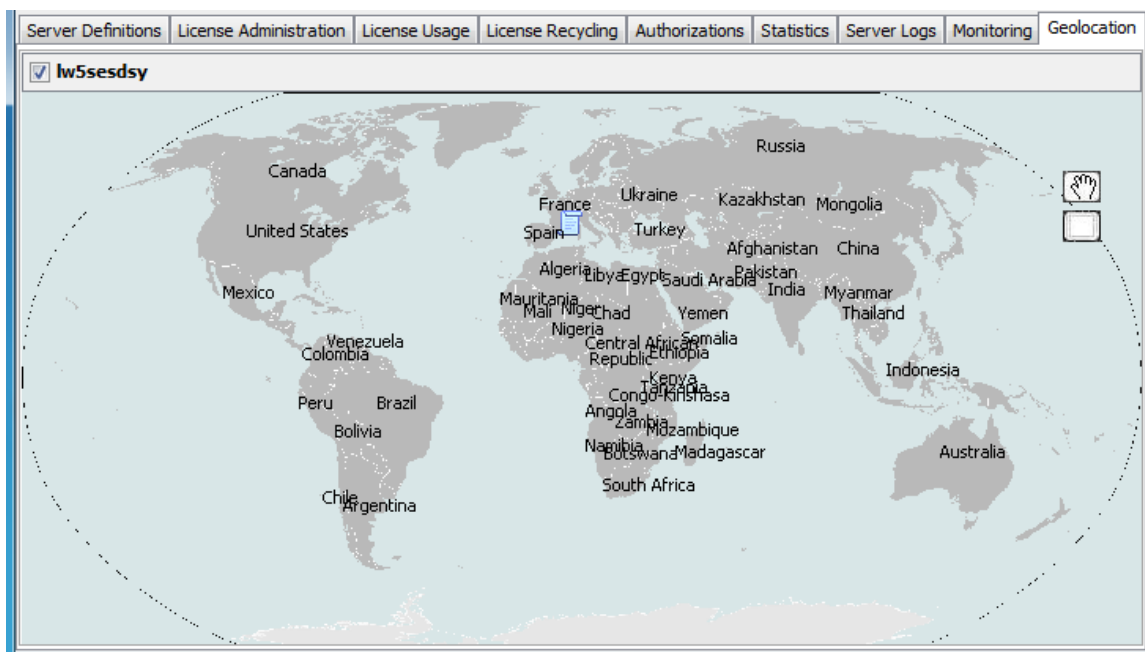 Server Definitions License Administration License Usage License Recycling Authorizations Statistics Server Logs Monitoring Geolocation
lw5sesdsy
Russia
Canada
Ukraine
France
Kazakhstan
Mongolia
United States
Spain
Turkey
Afghanistan
China
Algeria
Libya
Egypt
Saudi Arabia
Pakistan
India
Mexico
Myanmar
Mauritania
Mali
Niger
Chad
Yemen
Thailand
Nigeria
Venezuela
Colombia
Central African
Republic
Somalia
Ethiopia
Indonesia
Kenya
Tanzania
Congo-Kinshasa
Peru
Brazil
Angola
Zambia
Mozambique
Bolivia
Namibia
Botswana
Madagascar
Australia
South Africa
Chile
Argentina